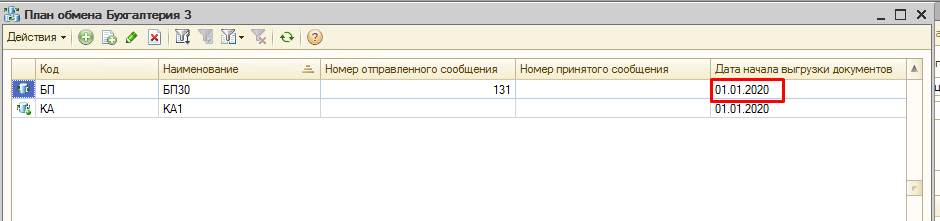 План обмена Бухгалтерия 3
Действия
Код Наименование Номер отправленного сообщения Номер принятого сообщения Дата начала выгрузки документов
БП БП30 131 01.01.2020
КА КА1 01.01.2020